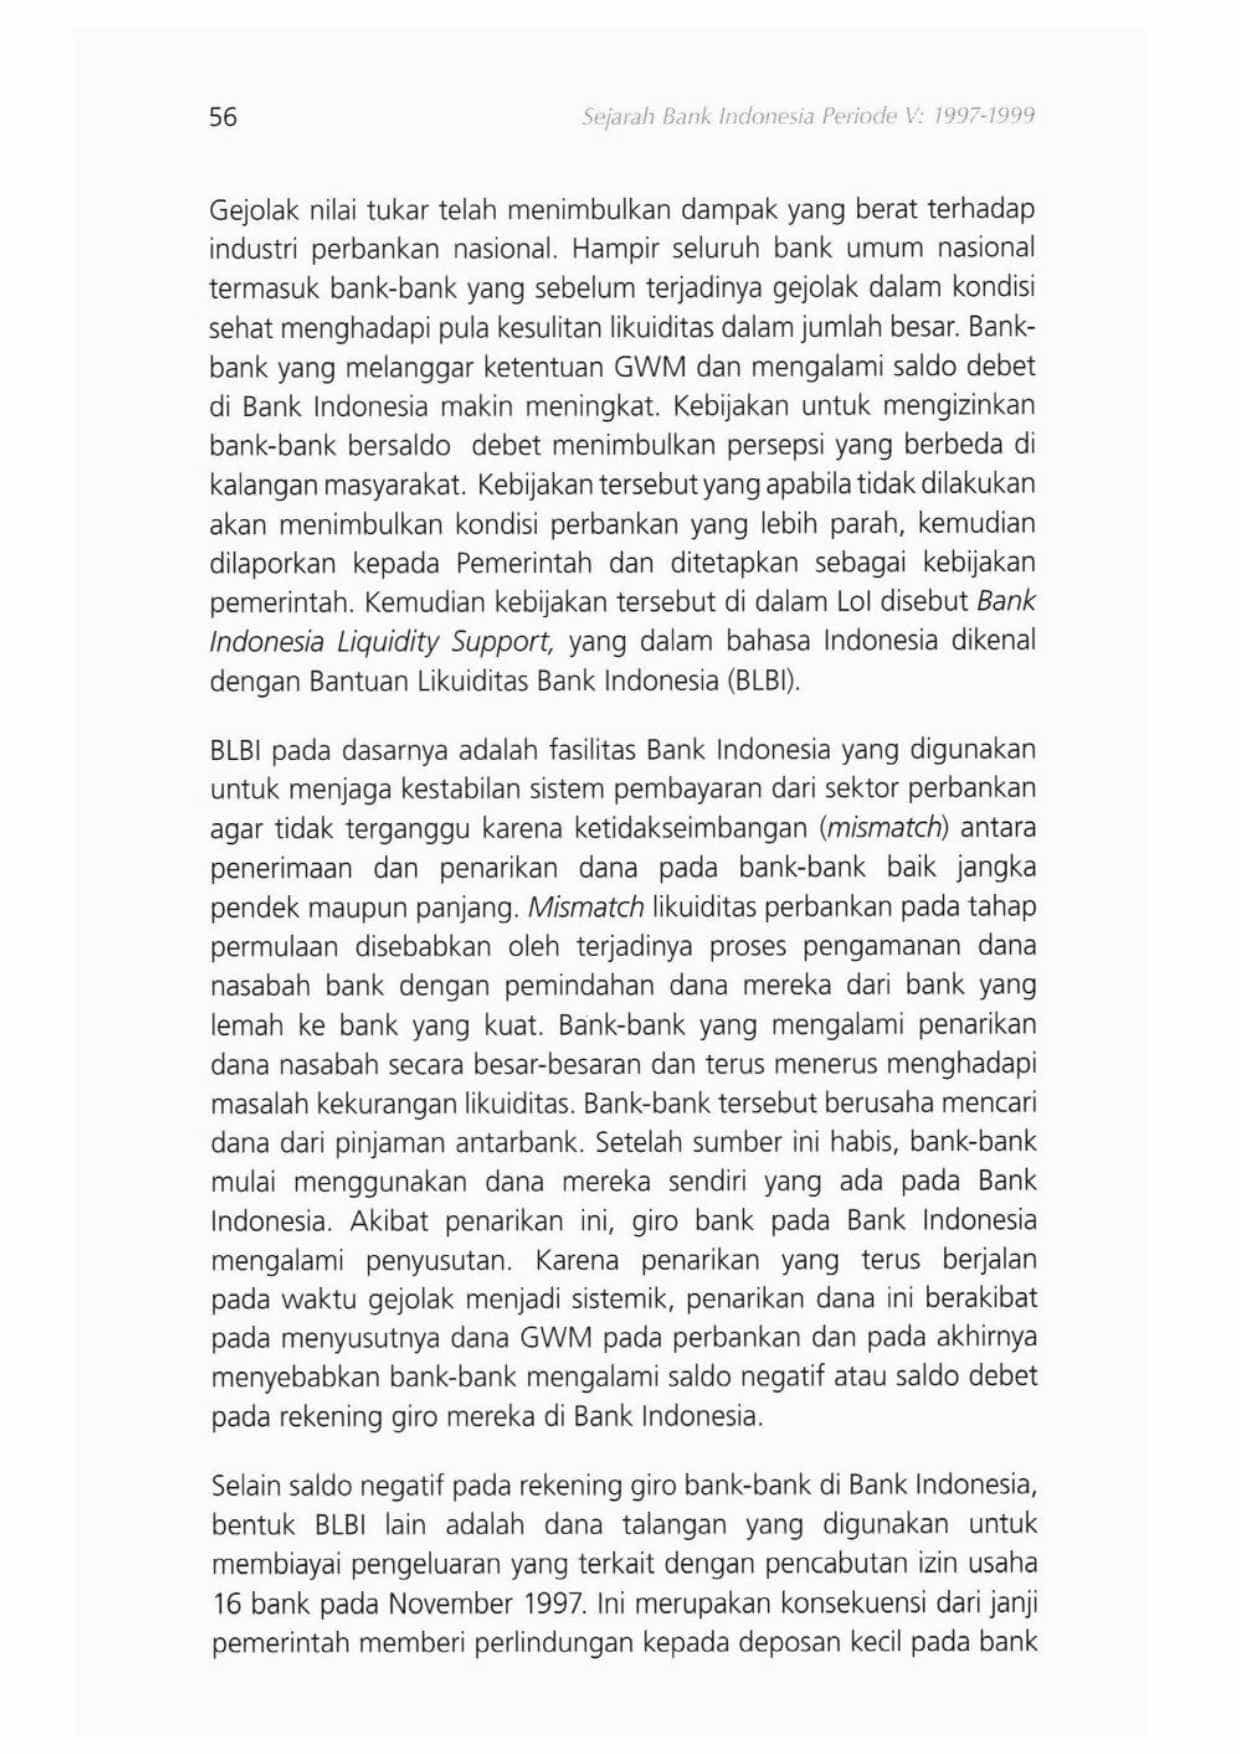 56
Sejarah Bank Indonesia Periode V: 1997-1999
Gejolak nilai tukar telah menimbulkan dampak yang berat terhadap
industri perbankan nasional. Hampir seluruh bank umum nasional
termasuk bank-bank yang sebelum terjadinya gejolak dalam kondisi
sehat menghadapi pula kesulitan likuiditas dalam jumlah besar. Bank-
bank yang melanggar ketentuan GWM dan mengalami saldo debet
di Bank Indonesia makin meningkat. Kebijakan untuk mengizinkan
bank-bank bersaldo debet menimbulkan persepsi yang berbeda di
kalangan masyarakat. Kebijakan tersebut yang apabila tidak dilakukan
akan menimbulkan kondisi perbankan yang lebih parah, kemudian
dilaporkan kepada Pemerintah dan ditetapkan sebagai kebijakan
pemerintah. Kemudian kebijakan tersebut di dalam LoI disebut Bank
Indonesia Liquidity Support, yang dalam bahasa Indonesia dikenal
dengan Bantuan Likuiditas Bank Indonesia (BLBI).
BLBI pada dasarnya adalah fasilitas Bank Indonesia yang digunakan
untuk menjaga kestabilan sistem pembayaran dari sektor perbankan
agar tidak terganggu karena ketidakseimbangan (mismatch) antara
penerimaan dan penarikan dana pada bank-bank baik jangka
pendek maupun panjang. Mismatch likuiditas perbankan pada tahap
permulaan disebabkan oleh terjadinya proses pengamanan dana
nasabah bank dengan pemindahan dana mereka dari bank yang
lemah ke bank yang kuat. Bank-bank yang mengalami penarikan
dana nasabah secara besar-besaran dan terus menerus menghadapi
masalah kekurangan likuiditas. Bank-bank tersebut berusaha mencari
dana dari pinjaman antarbank. Setelah sumber ini habis, bank-bank
mulai menggunakan dana mereka sendiri yang ada pada Bank
Indonesia. Akibat penarikan ini, giro bank pada Bank Indonesia
mengalami penyusutan. Karena penarikan yang terus berjalan
pada waktu gejolak menjadi sistemik, penarikan dana ini berakibat
pada menyusutnya dana GWM pada perbankan dan pada akhirnya
menyebabkan bank-bank mengalami saldo negatif atau saldo debet
pada rekening giro mereka di Bank Indonesia.
Selain saldo negatif pada rekening giro bank-bank di Bank Indonesia,
bentuk BLBI lain adalah dana talangan yang digunakan untuk
membiayai pengeluaran yang terkait dengan pencabutan izin usaha
16 bank pada November 1997. Ini merupakan konsekuensi dari janji
pemerintah memberi perlindungan kepada deposan kecil pada bank